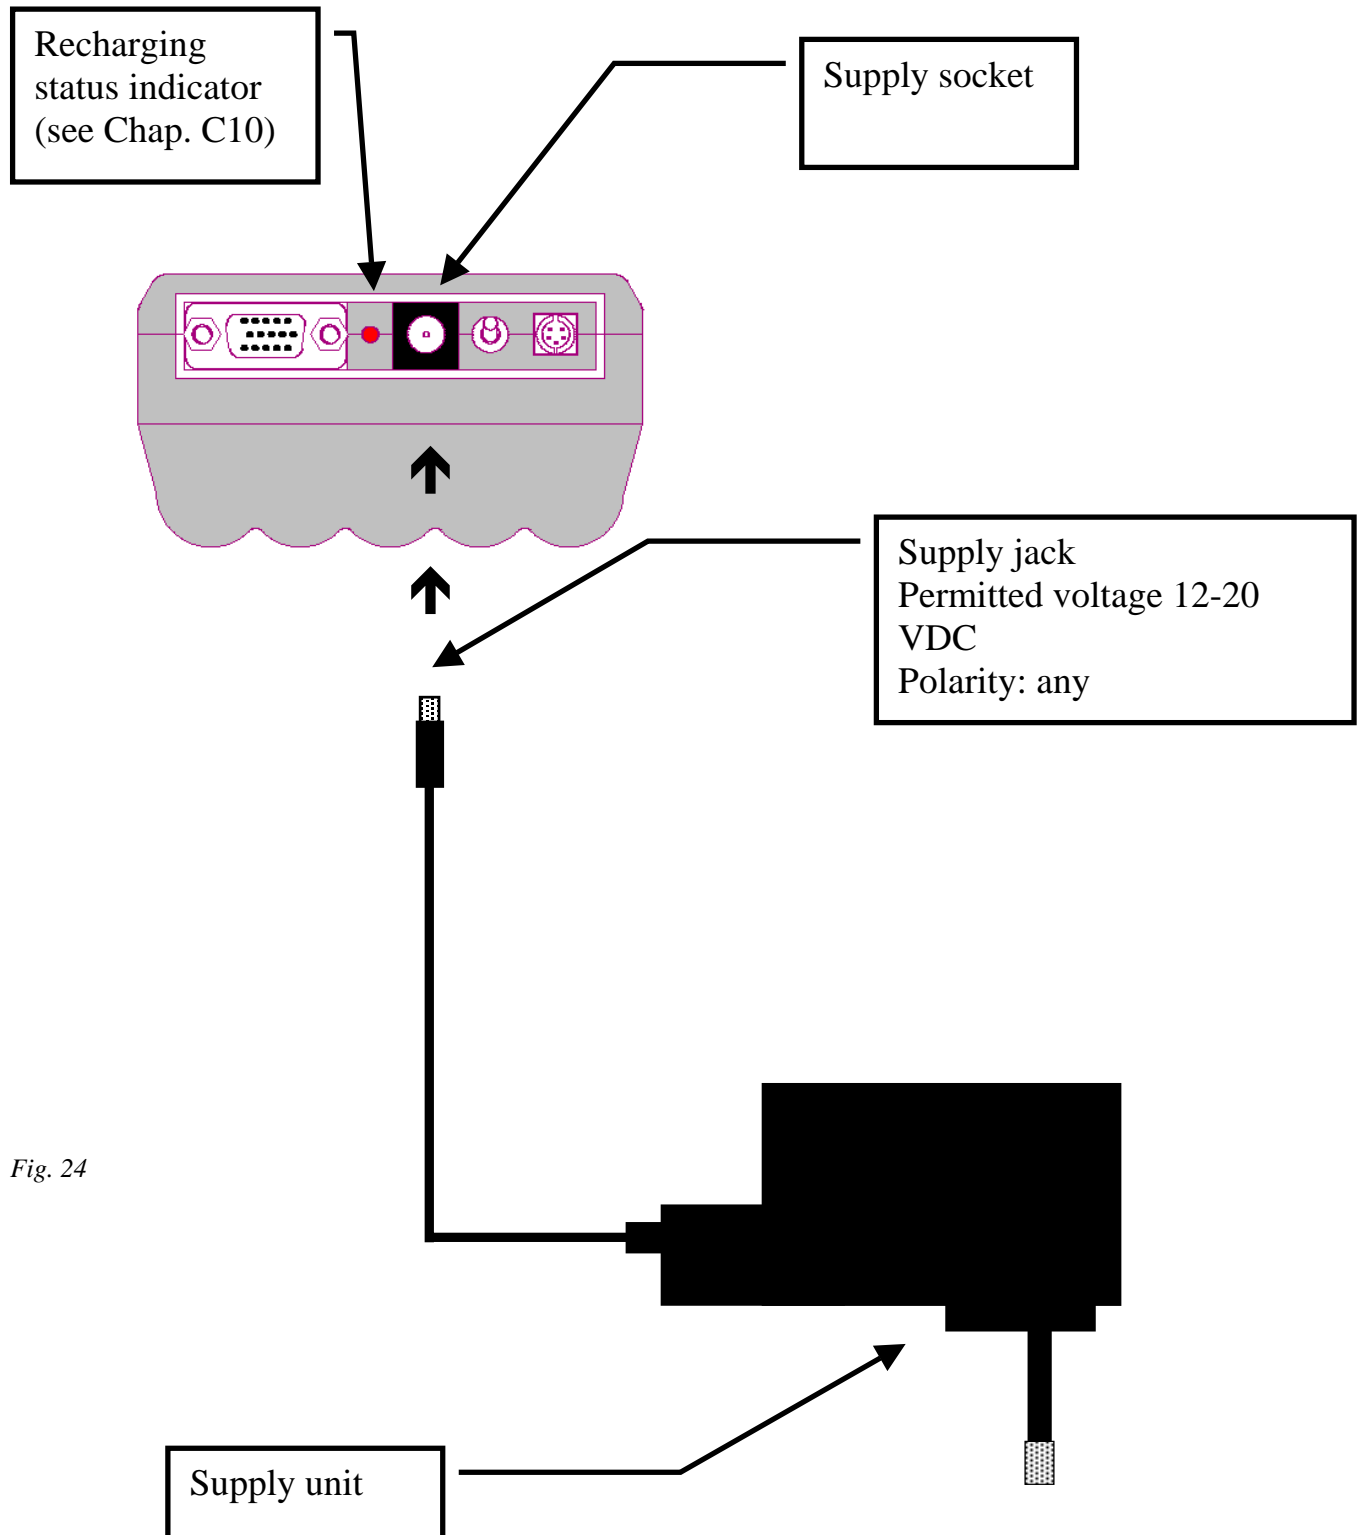 Recharging
status indicator
(see Chap. C10)
Supply socket
Supply jack
Permitted voltage 12-20
VDC
Polarity: any
Fig. 24
Supply unit